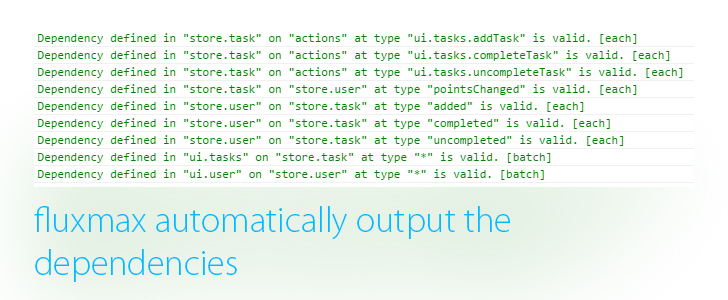 Dependency defined in "store.task" on "actions" at type "ui.tasks.addTask" is valid. [each]
Dependency defined in "store.task" on "actions" at type "ui.tasks.completeTask" is valid. [each]
Dependency defined in "store.task" on "actions" at type "ui.tasks.uncompleteTask" is valid. [each]
Dependency defined in "store.task" on "store.user" at type "pointsChanged" is valid. [each]
Dependency defined in "store.user" on "store.task" at type "added" is valid. [each]
Dependency defined in "store.user" on "store.task" at type "completed" is valid. [each]
Dependency defined in "store.user" on "store.task" at type "uncompleted" is valid. [each]
Dependency defined in "ui.tasks" on "store.task" at type "*" is valid. [batch]
Dependency defined in "ui.user" on "store.user" at type "*" is valid. [batch]
fluxmax automatically output the
dependencies